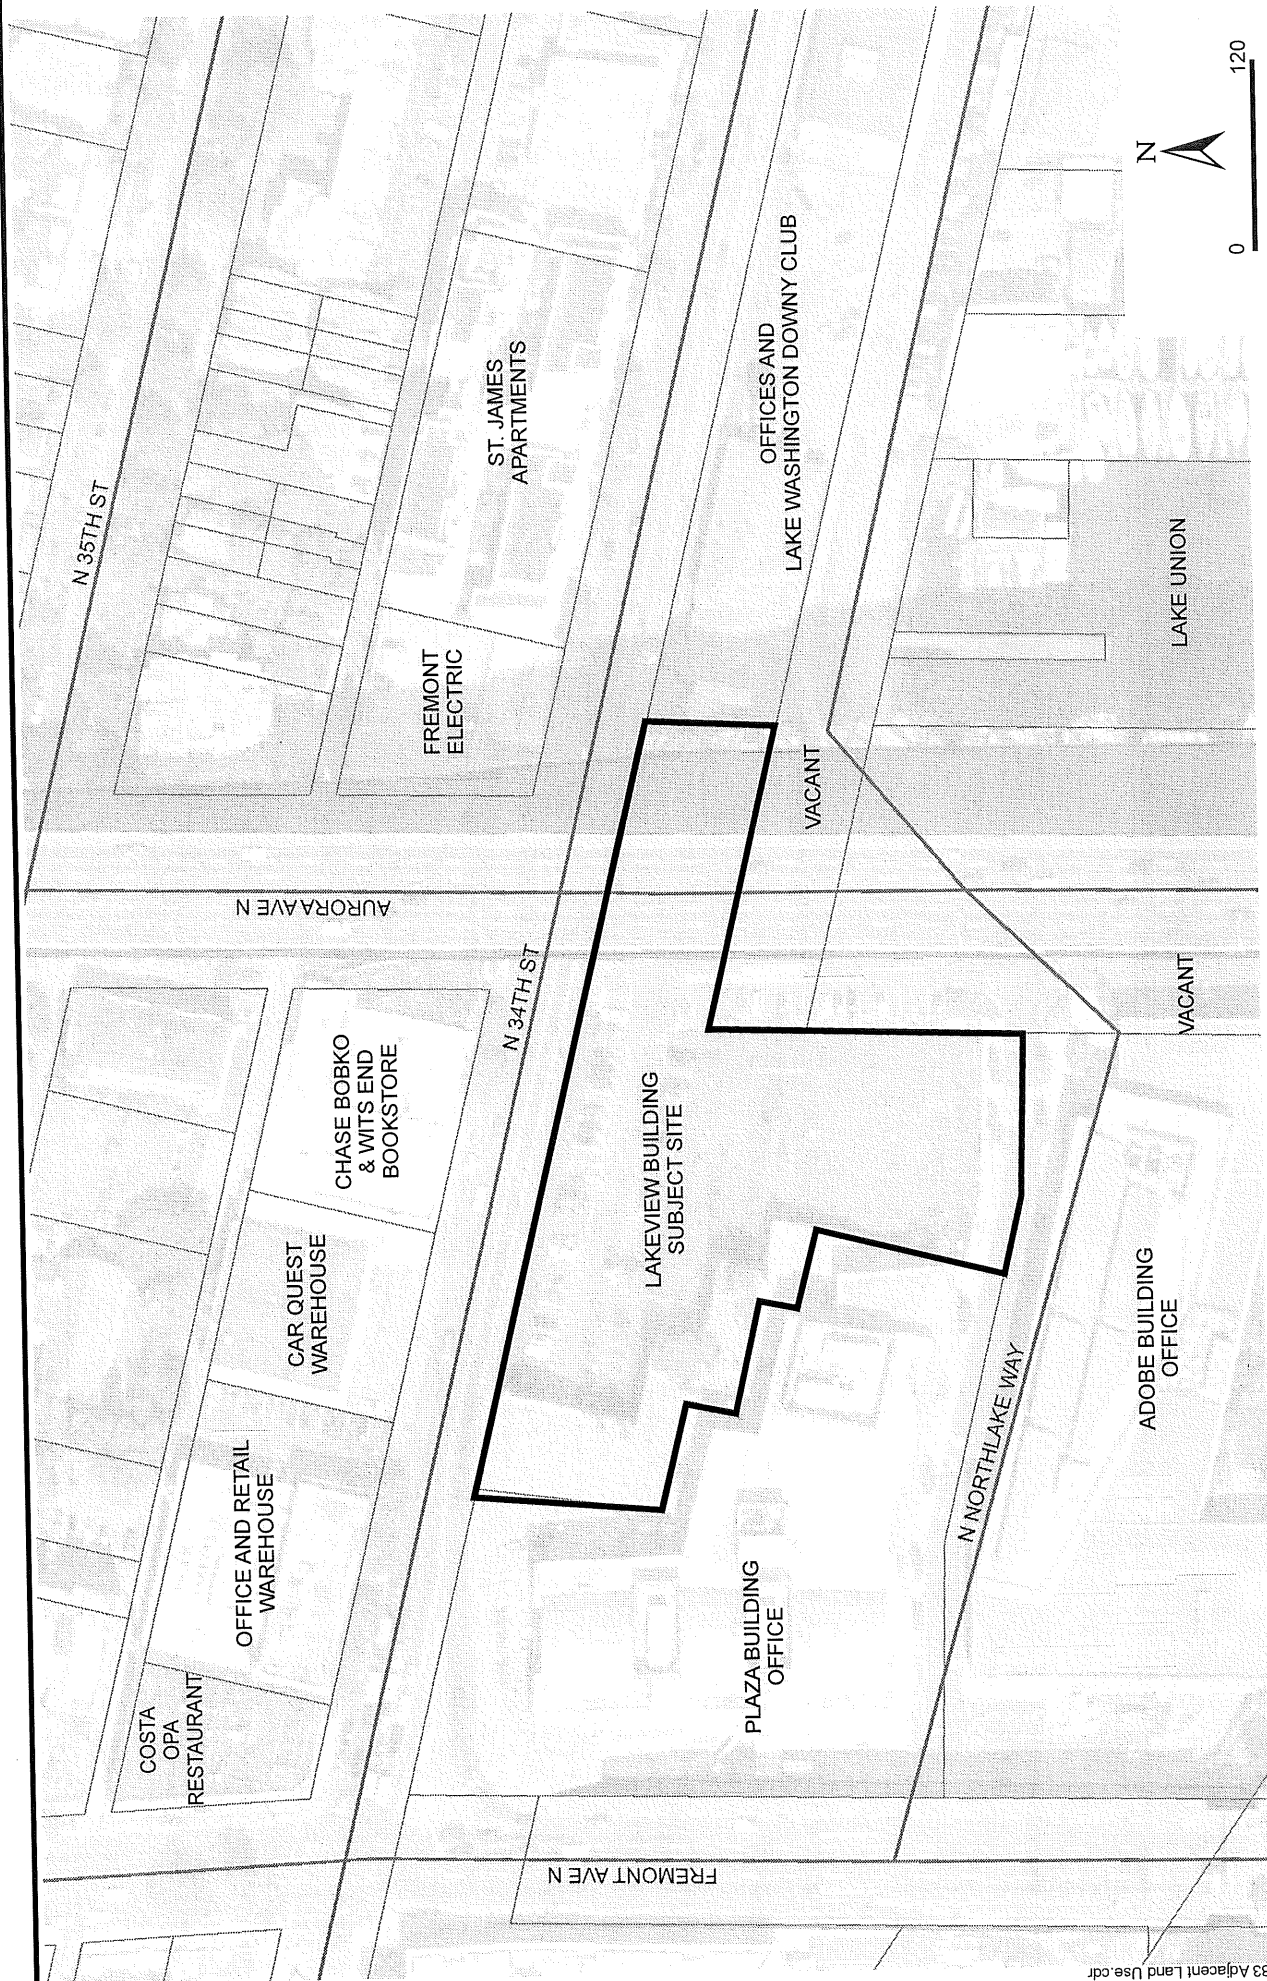 N 35TH ST
ST. JAMES
APARTMENTS
FREMONT
ELECTRIC
OFFICES AND
LAKE WASHINGTON DOWNY CLUB
VACANT
LAKE UNION
N
0
120
AURORA AVE N
N 34TH ST
CHASE BOBKO
& WITS END
BOOKSTORE
CAR QUEST
WAREHOUSE
OFFICE AND RETAIL
WAREHOUSE
COSTA
OPA
RESTAURANT
LAKEVIEW BUILDING
SUBJECT SITE
VACANT
PLAZA BUILDING
OFFICE
N NORTHLAKE WAY
ADOBE BUILDING
OFFICE
FREMONT AVE N
Adjacent Land Use.cdr